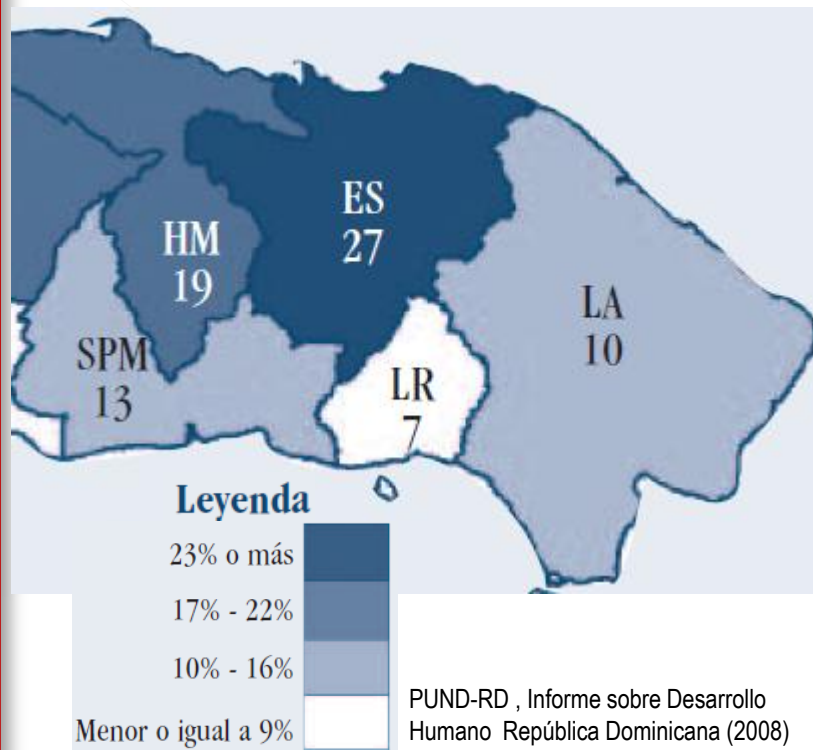 ES
27
HM
19
LA
10
SPM
13
LR
7
Leyenda
23% o más
17% - 22%
10% - 16%
Menor o igual a 9%
PUND-RD , Informe sobre Desarrollo
Humano República Dominicana (2008)